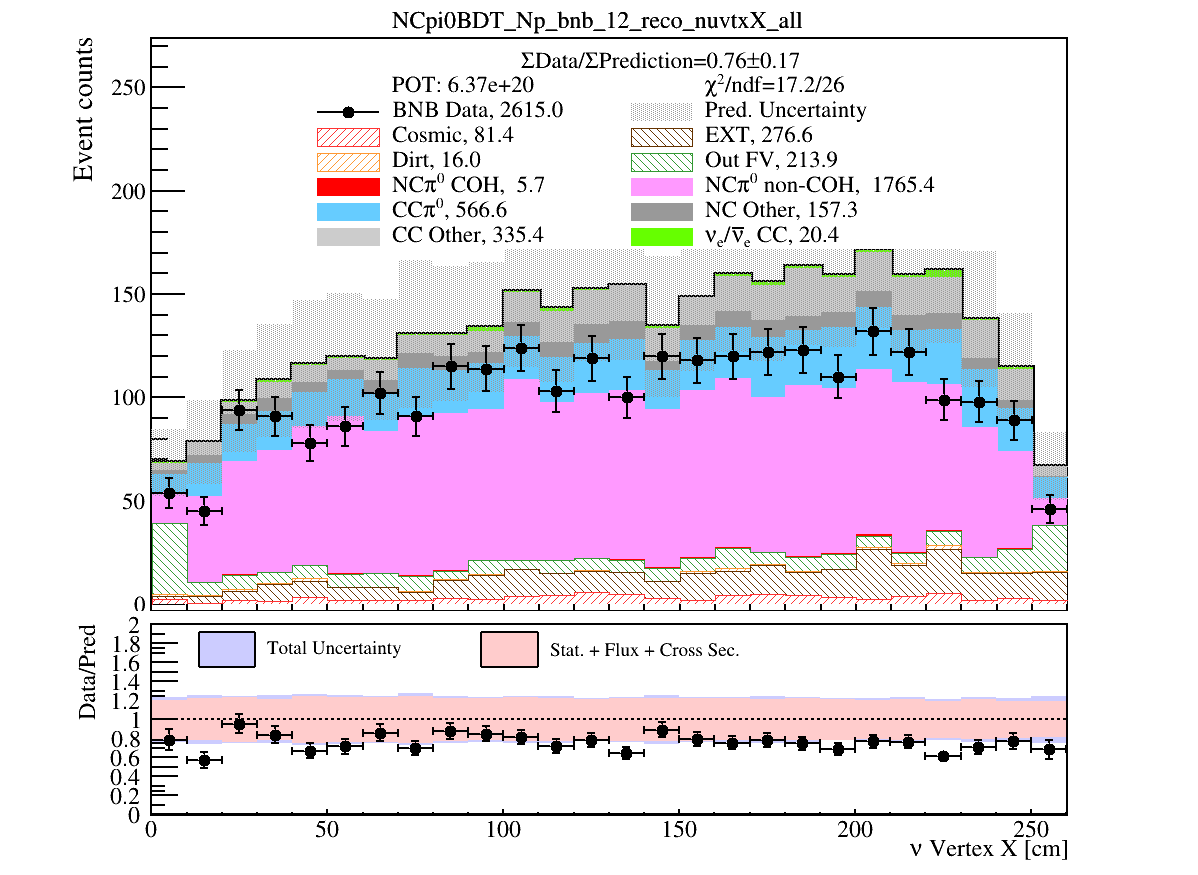 NCpi0BDT_Np_bnb_12_reco_nuvtxX_all
ΣData/ΣPrediction=0.76±0.17
POT: 6.37e+20 χ²/ndf=17.2/26
BNB Data, 2615.0 Pred. Uncertainty
Cosmic, 81.4 EXT, 276.6
Dirt, 16.0 Out FV, 213.9
NCπ⁰ COH, 5.7 NCπ⁰ non-COH, 1765.4
CCπ⁰, 566.6 NC Other, 157.3
CC Other, 335.4 νₑ/ν̅ₑ CC, 20.4
Event counts
250
200
150
100
50
0
Total Uncertainty Stat. + Flux + Cross Sec.
Data/Pred
2
1.8
1.6
1.4
1.2
1
0.8
0.6
0.4
0.2
0
0 50 100 150 200 250
ν Vertex X [cm]